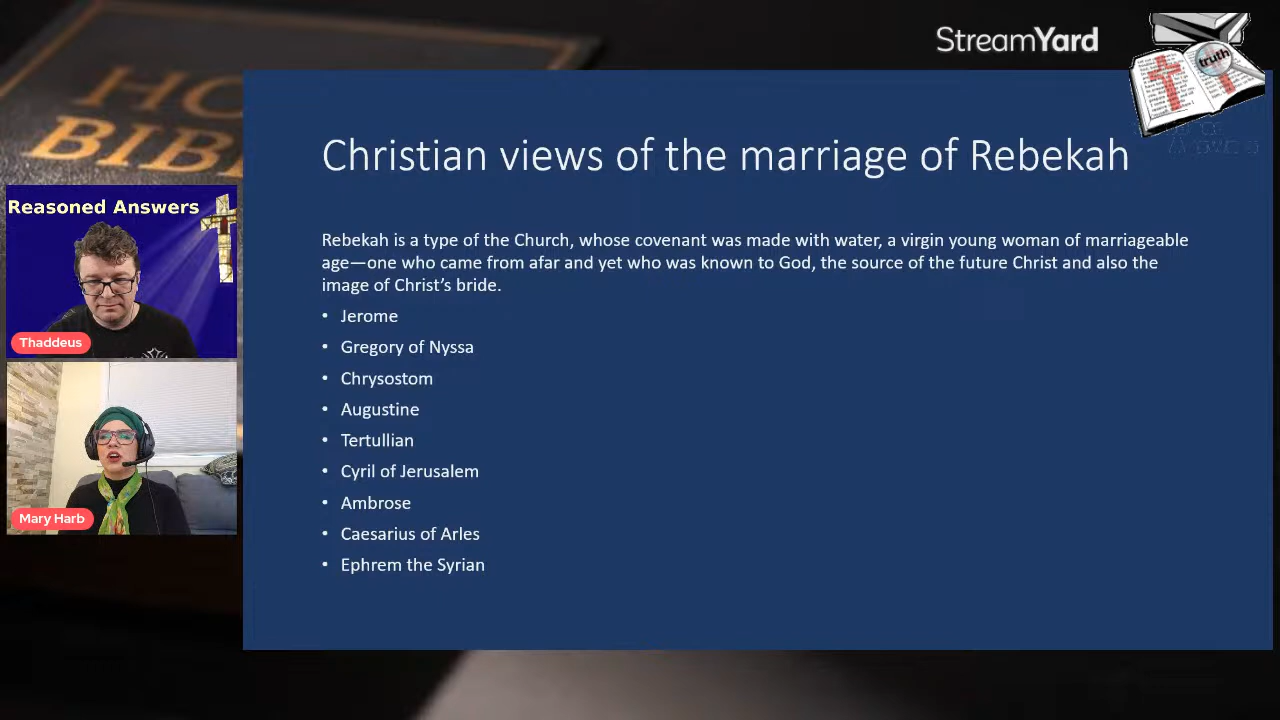 HO
BIB
StreamYard
truth
Christian views of the marriage of Rebekah
Reasoned Answers
Rebekah is a type of the Church, whose covenant was made with water, a virgin young woman of marriageable
age—one who came from afar and yet who was known to God, the source of the future Christ and also the
image of Christ's bride.
• Jerome
• Gregory of Nyssa
• Chrysostom
• Augustine
• Tertullian
• Cyril of Jerusalem
• Ambrose
• Caesarius of Arles
• Ephrem the Syrian
Thaddeus
Mary Harb